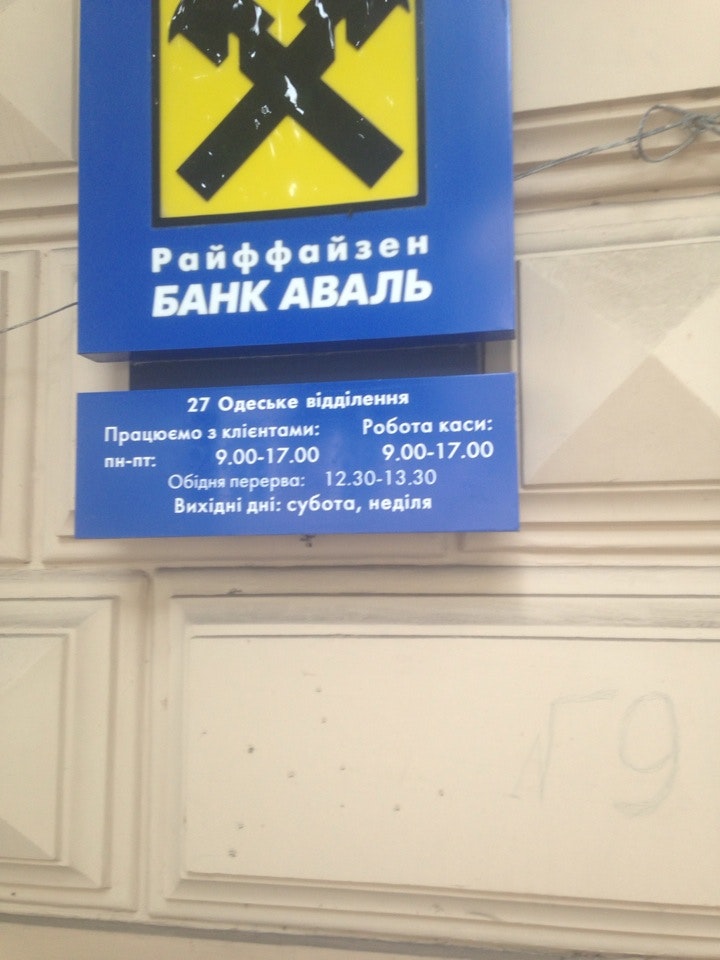 Райффайзен
БАНК АВАЛЬ
27 Одеське відділення
Працюємо з клієнтами: Робота каси:
пн-пт: 9.00-17.00 9.00-17.00
Обідня перерва: 12.30-13.30
Вихідні дні: субота, неділя
Г9